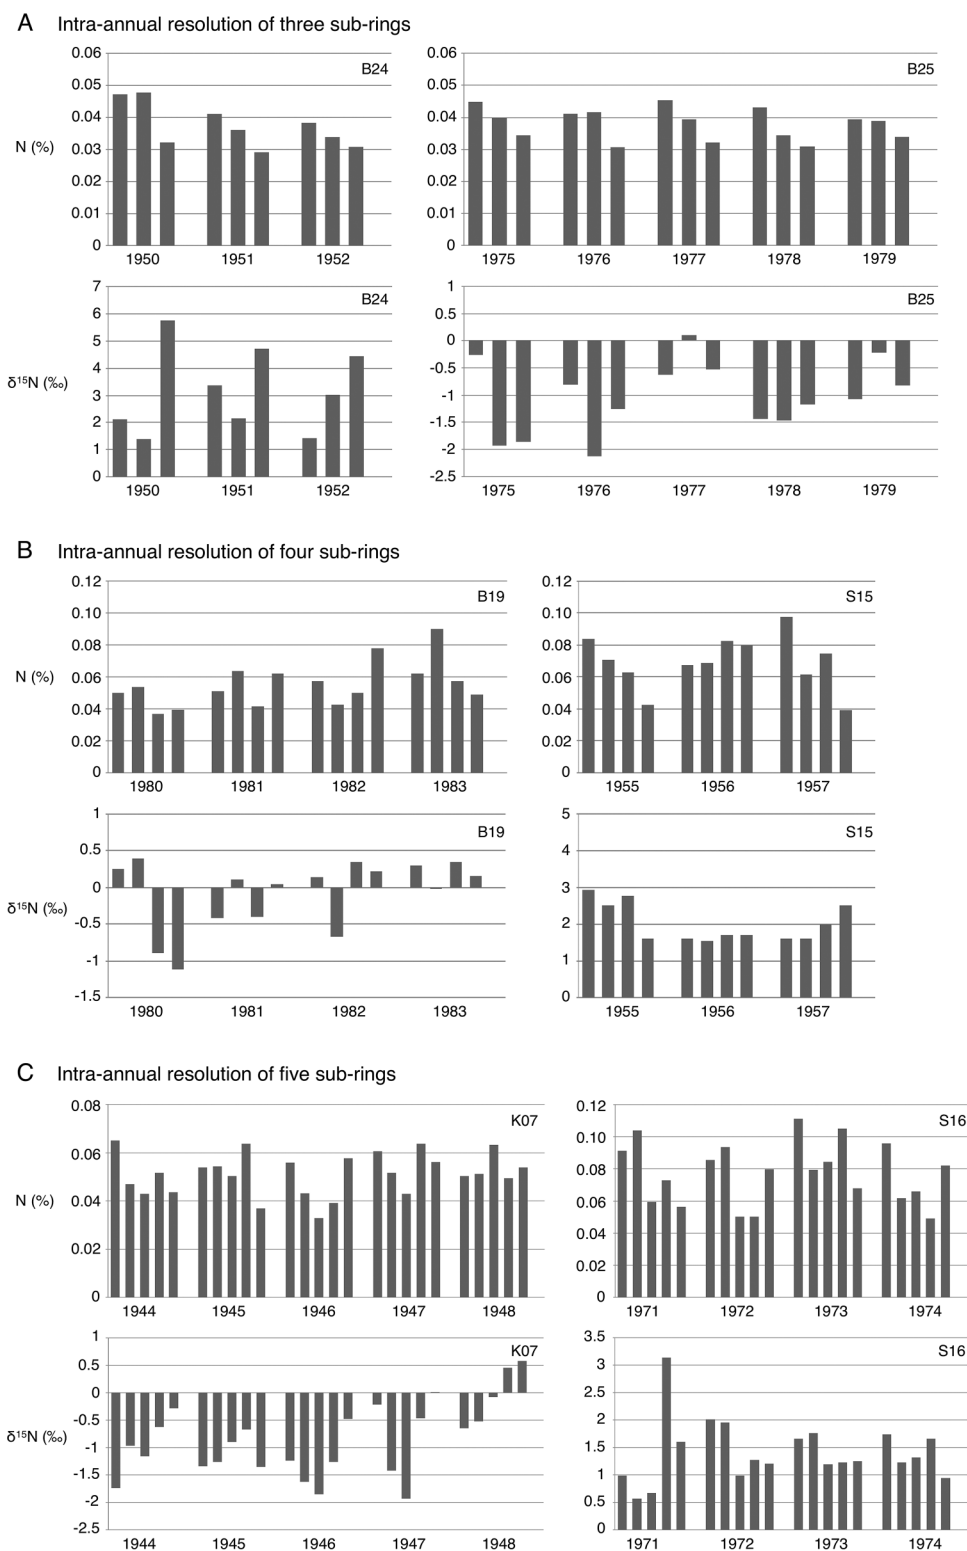 A Intra-annual resolution of three sub-rings
N (%)
0.06
0.05
0.04
0.03
0.02
0.01
0
B24
1950 1951 1952
0.06
0.05
0.04
0.03
0.02
0.01
0
B25
1975 1976 1977 1978 1979
δ¹⁵N (‰)
7
6
5
4
3
2
1
0
B24
1950 1951 1952
1
0.5
0
-0.5
-1
-1.5
-2
-2.5
B25
1975 1976 1977 1978 1979
B Intra-annual resolution of four sub-rings
N (%)
0.12
0.10
0.08
0.06
0.04
0.02
0
B19
1980 1981 1982 1983
0.12
0.10
0.08
0.06
0.04
0.02
0
S15
1955 1956 1957
δ¹⁵N (‰)
1
0.5
0
-0.5
-1
-1.5
B19
1980 1981 1982 1983
5
4
3
2
1
0
S15
1955 1956 1957
C Intra-annual resolution of five sub-rings
N (%)
0.08
0.06
0.04
0.02
0
K07
1944 1945 1946 1947 1948
0.12
0.10
0.08
0.06
0.04
0.02
0
S16
1971 1972 1973 1974
δ¹⁵N (‰)
1
0.5
0
-0.5
-1
-1.5
-2
-2.5
K07
1944 1945 1946 1947 1948
3.5
3
2.5
2
1.5
1
0.5
0
S16
1971 1972 1973 1974